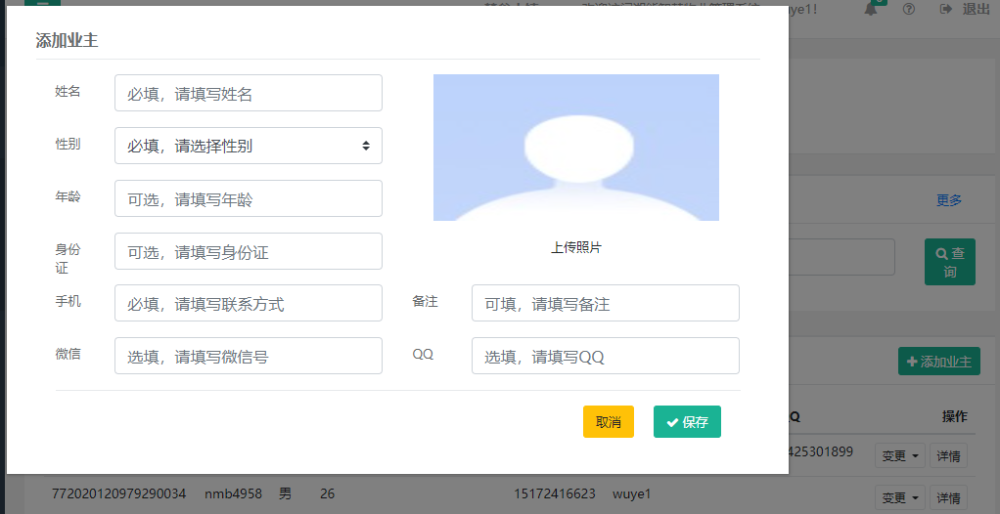 uye1!
退出
添加业主
姓名
必填，请填写姓名
性别
必填，请选择性别
年龄
可选，请填写年龄
身份
证
可选，请填写身份证
上传照片
手机
必填，请填写联系方式
备注
可填，请填写备注
微信
选填，请填写微信号
QQ
选填，请填写QQ
取消
保存
更多
查
询
添加业主
Q
操作
425301899
变更
详情
772020120979290034 nmb4958 男 26 15172416623 wuye1
变更
详情